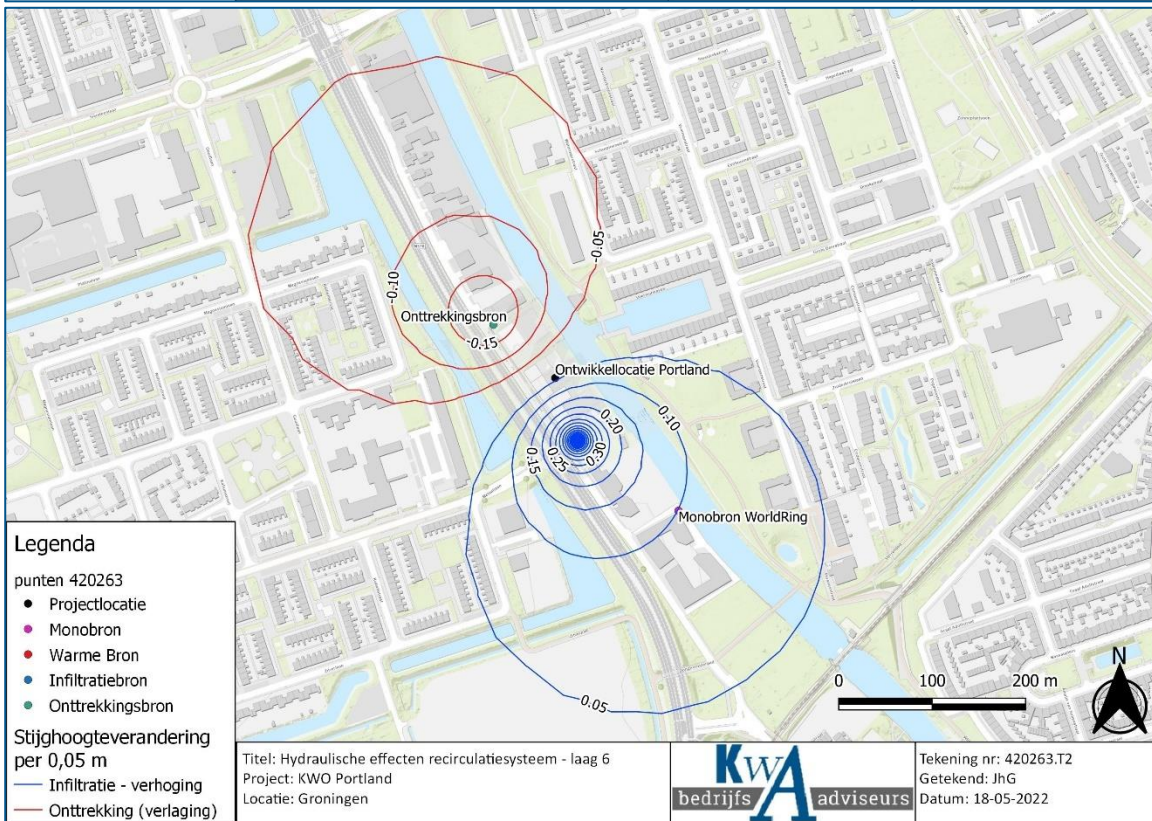 -0.05
-0.10
Onttrekkingsbron
-0.15
Ontwikkellocatie Portland
0.10
0.20
0.15
0.25
0.30
Monobron WorldRing
0.05
N
0 100 200 m
Legenda
punten 420263
Projectlocatie
Monobron
Warme Bron
Infiltratiebron
Onttrekkingsbron
Stijghoogteverandering
per 0,05 m
Infiltratie - verhoging
Onttrekking (verlaging)
Titel: Hydraulische effecten recirculatiesysteem - laag 6
Project: KWO Portland
Locatie: Groningen
KWA
bedrijfs adviseurs
Tekening nr: 420263.T2
Getekend: JhG
Datum: 18-05-2022